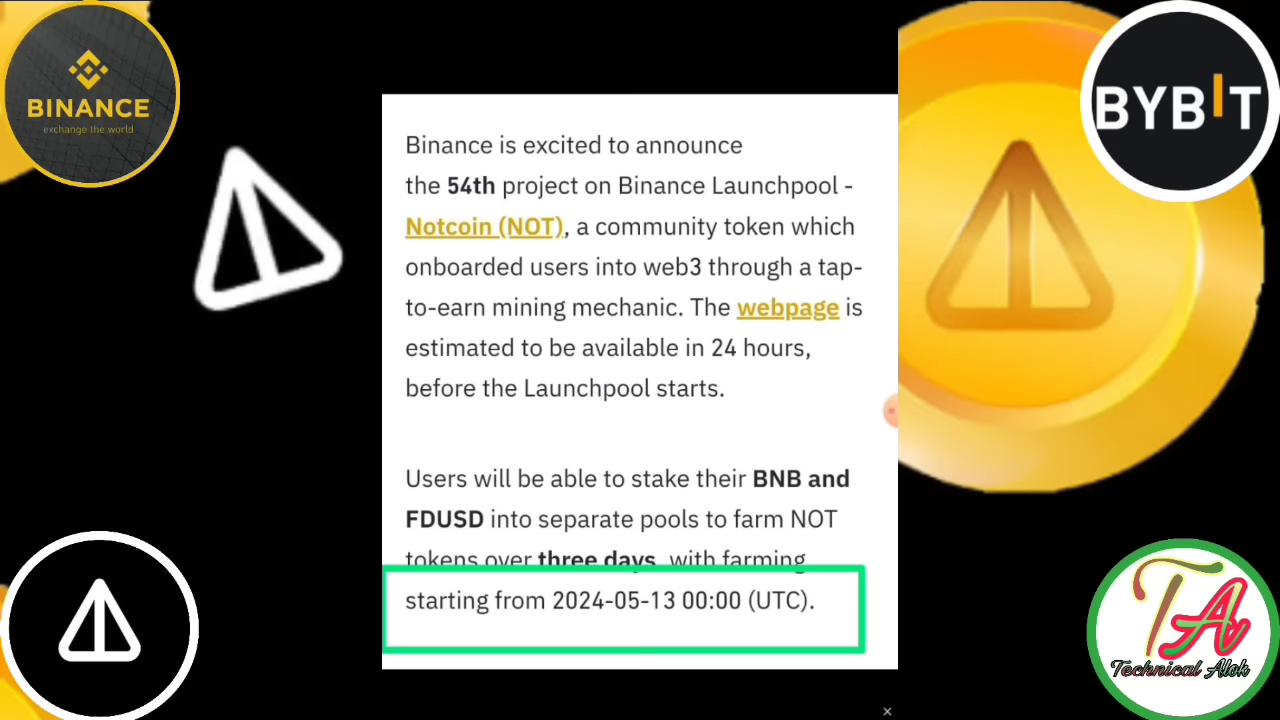 BINANCE
exchange the world
BYBIT
Binance is excited to announce
the 54th project on Binance Launchpool -
Notcoin (NOT), a community token which
onboarded users into web3 through a tap-
to-earn mining mechanic. The webpage is
estimated to be available in 24 hours,
before the Launchpool starts.
Users will be able to stake their BNB and
FDUSD into separate pools to farm NOT
tokens over three days, with farming
starting from 2024-05-13 00:00 (UTC).
TA
Technical Alok
×